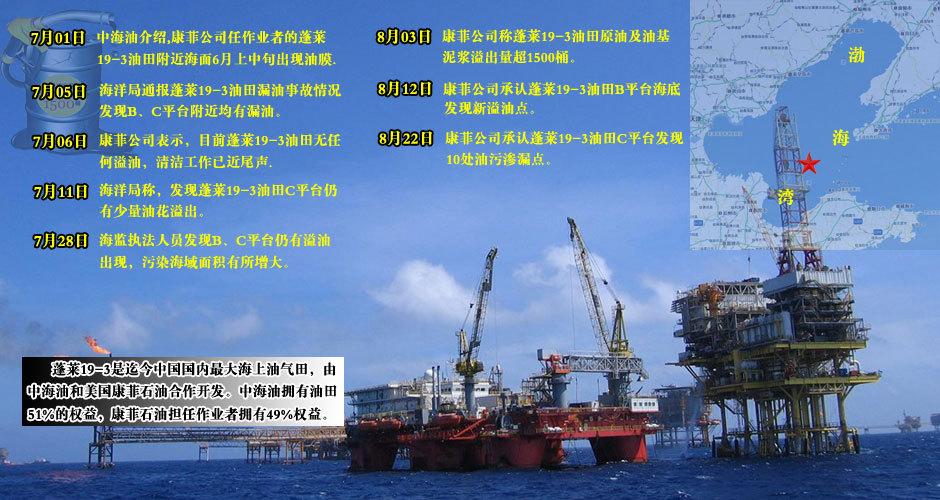 7月01日 中海油介绍,康菲公司任作业者的蓬莱
19-3油田附近海面6月上中旬出现油膜.
7月05日 海洋局通报蓬莱19-3油田漏油事故情况
发现B、C平台附近均有漏油。
7月06日 康菲公司表示，目前蓬莱19-3油田无任
何溢油，清洁工作已近尾声.
7月11日 海洋局称，发现蓬莱19-3油田C平台仍
有少量油花溢出。
7月28日 海监执法人员发现B、C平台仍有溢油
出现，污染海域面积有所增大。
8月03日 康菲公司称蓬莱19-3油田原油及油基
泥浆溢出量超1500桶。
8月12日 康菲公司承认蓬莱19-3油田B平台海底
发现新溢油点。
8月22日 康菲公司承认蓬莱19-3油田C平台发现
10处油污渗漏点。
1500
渤
海
湾
蓬莱19-3是迄今中国国内最大海上油气田，由
中海油和美国康菲石油合作开发。中海油拥有油田
51%的权益，康菲石油担任作业者拥有49%权益。